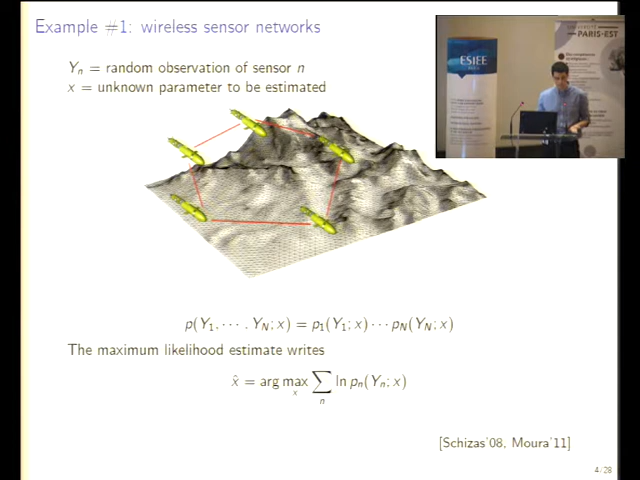 Example #1: wireless sensor networks
Yn = random observation of sensor n
x = unknown parameter to be estimated
ESIEE
UNIVERSITÉ
PARIS-EST
p(Y1, · · · , YN; x) = p1(Y1; x) · · · pN(YN; x)
The maximum likelihood estimate writes
x̂ = arg max x ∑ n ln pn(Yn; x)
[Schizas'08, Moura'11]
4/28